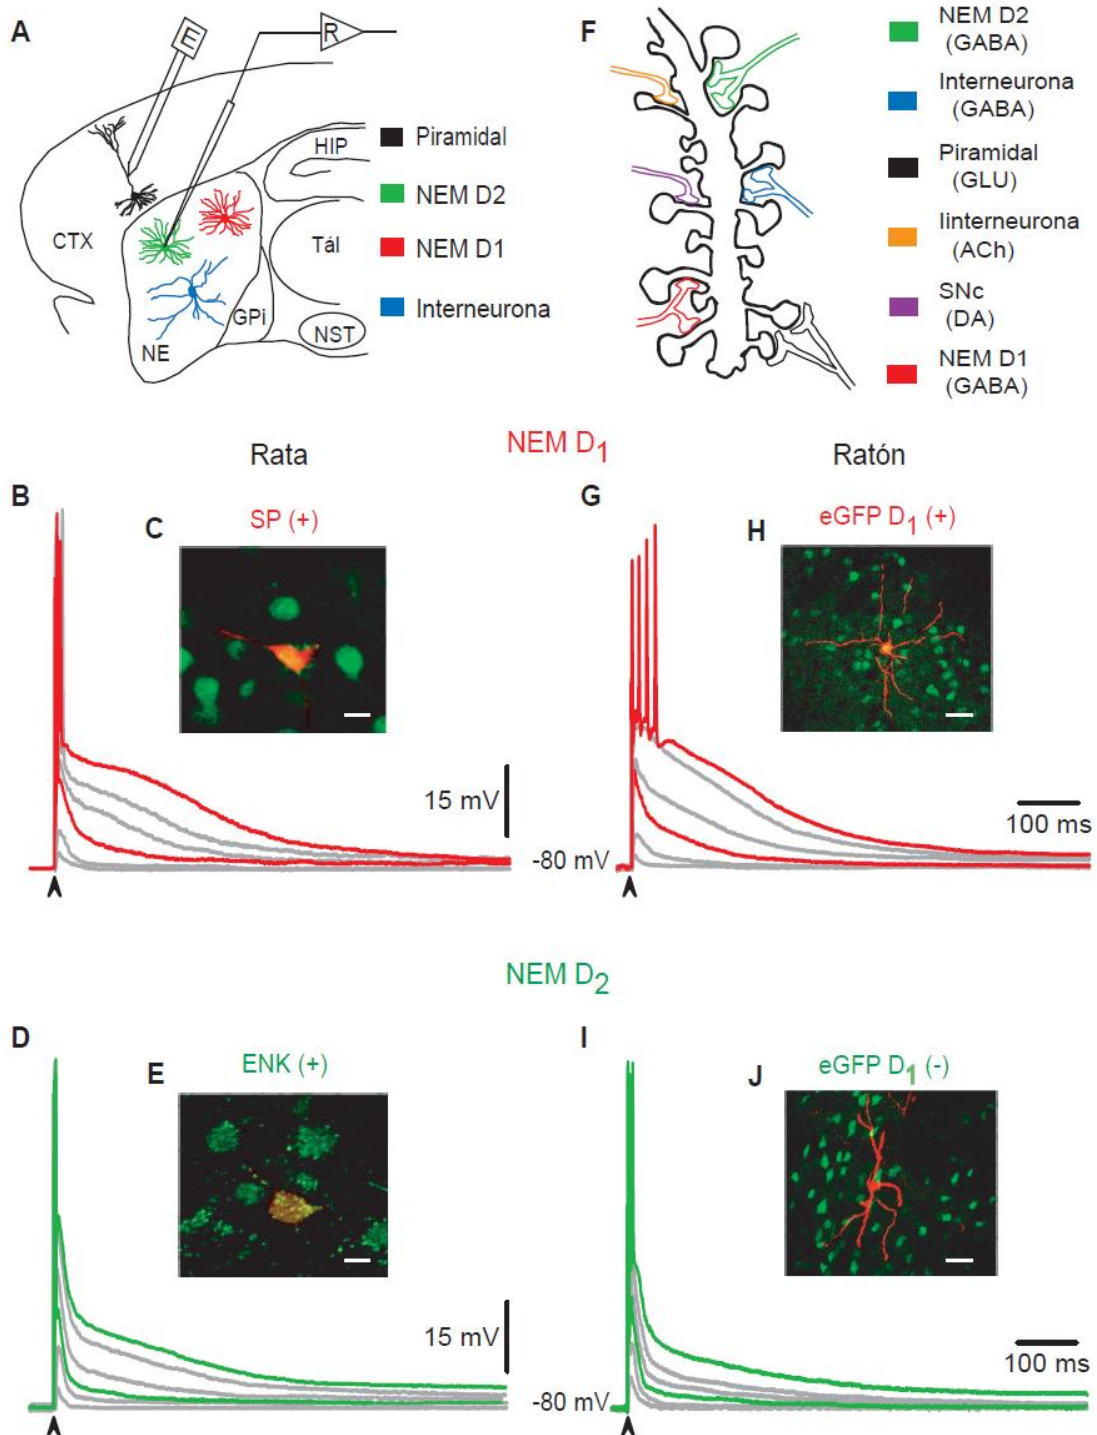 A
E
R
HIP
CTX
Tál
GPi
NST
NE
Piramidal
NEM D2
NEM D1
Interneurona
F
NEM D2
(GABA)
Interneurona
(GABA)
Piramidal
(GLU)
Iinterneurona
(ACh)
SNc
(DA)
NEM D1
(GABA)
NEM D1
Rata
Ratón
B
C
SP (+)
15 mV
-80 mV
G
eGFP D1 (+)
H
100 ms
NEM D2
D
E
ENK (+)
15 mV
-80 mV
I
eGFP D1 (-)
J
100 ms